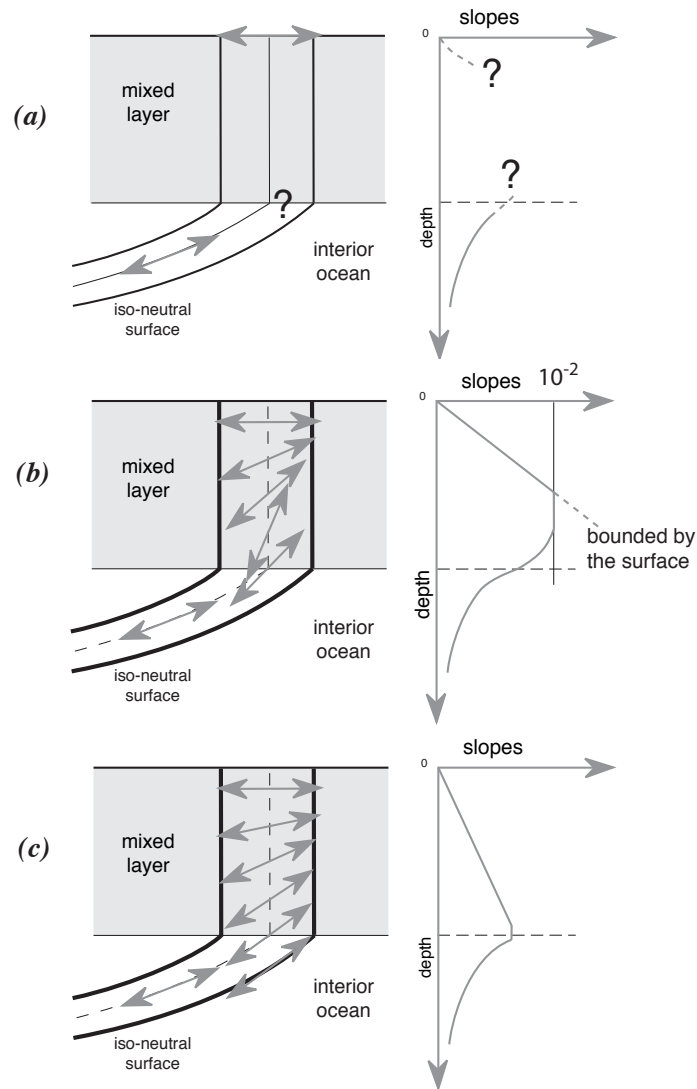 (a)
mixed
layer
?
interior
ocean
iso-neutral
surface
slopes
0
?
?
depth
(b)
mixed
layer
interior
ocean
iso-neutral
surface
slopes
10-2
0
bounded by
the surface
depth
(c)
mixed
layer
interior
ocean
iso-neutral
surface
slopes
0
depth